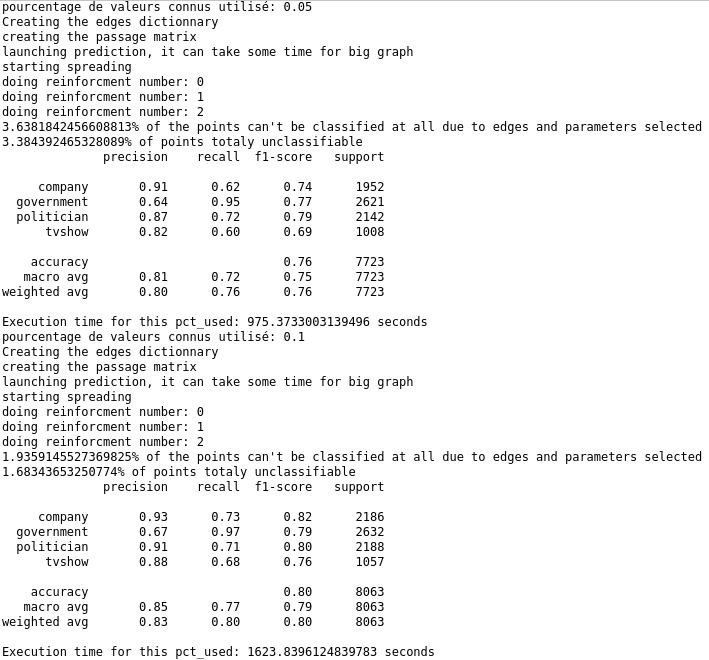 pourcentage de valeurs connus utilisé: 0.05
Creating the edges dictionnary
creating the passage matrix
launching prediction, it can take some time for big graph
starting spreading
doing reinforcment number: 0
doing reinforcment number: 1
doing reinforcment number: 2
3.6381842456608813% of the points can't be classified at all due to edges and parameters selected
3.384392465328089% of points totaly unclassifiable
precision recall f1-score support
company 0.91 0.62 0.74 1952
government 0.64 0.95 0.77 2621
politician 0.87 0.72 0.79 2142
tvshow 0.82 0.60 0.69 1008
accuracy 0.76 7723
macro avg 0.81 0.72 0.75 7723
weighted avg 0.80 0.76 0.76 7723
Execution time for this pct_used: 975.3733003139496 seconds
pourcentage de valeurs connus utilisé: 0.1
Creating the edges dictionnary
creating the passage matrix
launching prediction, it can take some time for big graph
starting spreading
doing reinforcment number: 0
doing reinforcment number: 1
doing reinforcment number: 2
1.9359145527369825% of the points can't be classified at all due to edges and parameters selected
1.68343653250774% of points totaly unclassifiable
precision recall f1-score support
company 0.93 0.73 0.82 2186
government 0.67 0.97 0.79 2632
politician 0.91 0.71 0.80 2188
tvshow 0.88 0.68 0.76 1057
accuracy 0.80 8063
macro avg 0.85 0.77 0.79 8063
weighted avg 0.83 0.80 0.80 8063
Execution time for this pct_used: 1623.8396124839783 seconds